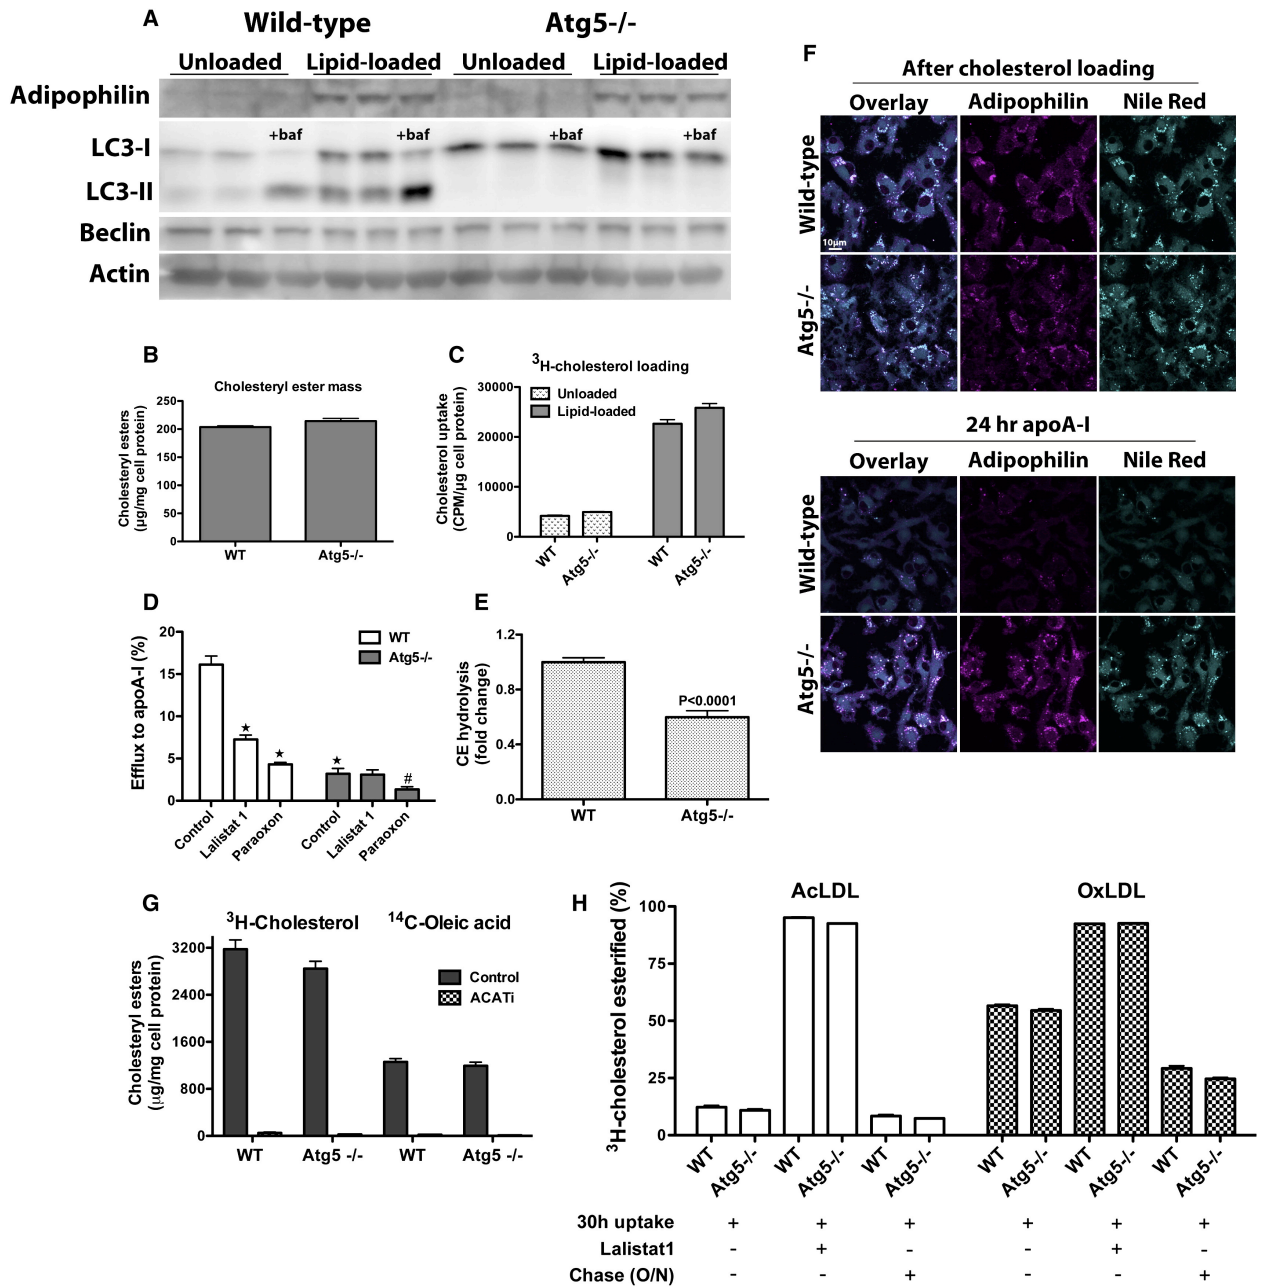 A
Wild-type Atg5-/-
Unloaded Lipid-loaded Unloaded Lipid-loaded
Adipophilin
+baf +baf +baf +baf
LC3-I
LC3-II
Beclin
Actin
B
Cholesteryl ester mass
Cholesteryl esters
(µg/mg cell protein)
250
200
150
100
50
0
WT Atg5-/-
C
³H-cholesterol loading
Cholesterol uptake
(CPM/µg cell protein)
30000
20000
10000
0
Unloaded
Lipid-loaded
WT Atg5-/- WT Atg5-/-
D
Efflux to apoA-I (%)
20
15
10
5
0
WT
Atg5-/-
★ ★ ★ #
Control Lalistat 1 Paraoxon Control Lalistat 1 Paraoxon
E
CE hydrolysis
(fold change)
1.2
0.8
0.4
0.0
P<0.0001
WT Atg5-/-
F
After cholesterol loading
Overlay Adipophilin Nile Red
Wild-type
10µm
Atg5-/-
24 hr apoA-I
Overlay Adipophilin Nile Red
Wild-type
Atg5-/-
G
³H-Cholesterol ¹⁴C-Oleic acid
Cholesteryl esters
(µg/mg cell protein)
3200
2400
1600
800
0
Control
ACATi
WT Atg5 -/- WT Atg5 -/-
H
AcLDL OxLDL
³H-cholesterol esterified (%)
100
75
50
25
0
WT Atg5-/- WT Atg5-/- WT Atg5-/- WT Atg5-/- WT Atg5-/- WT Atg5-/-
30h uptake + + + + + +
Lalistat1 - + - - + -
Chase (O/N) - - + - - +